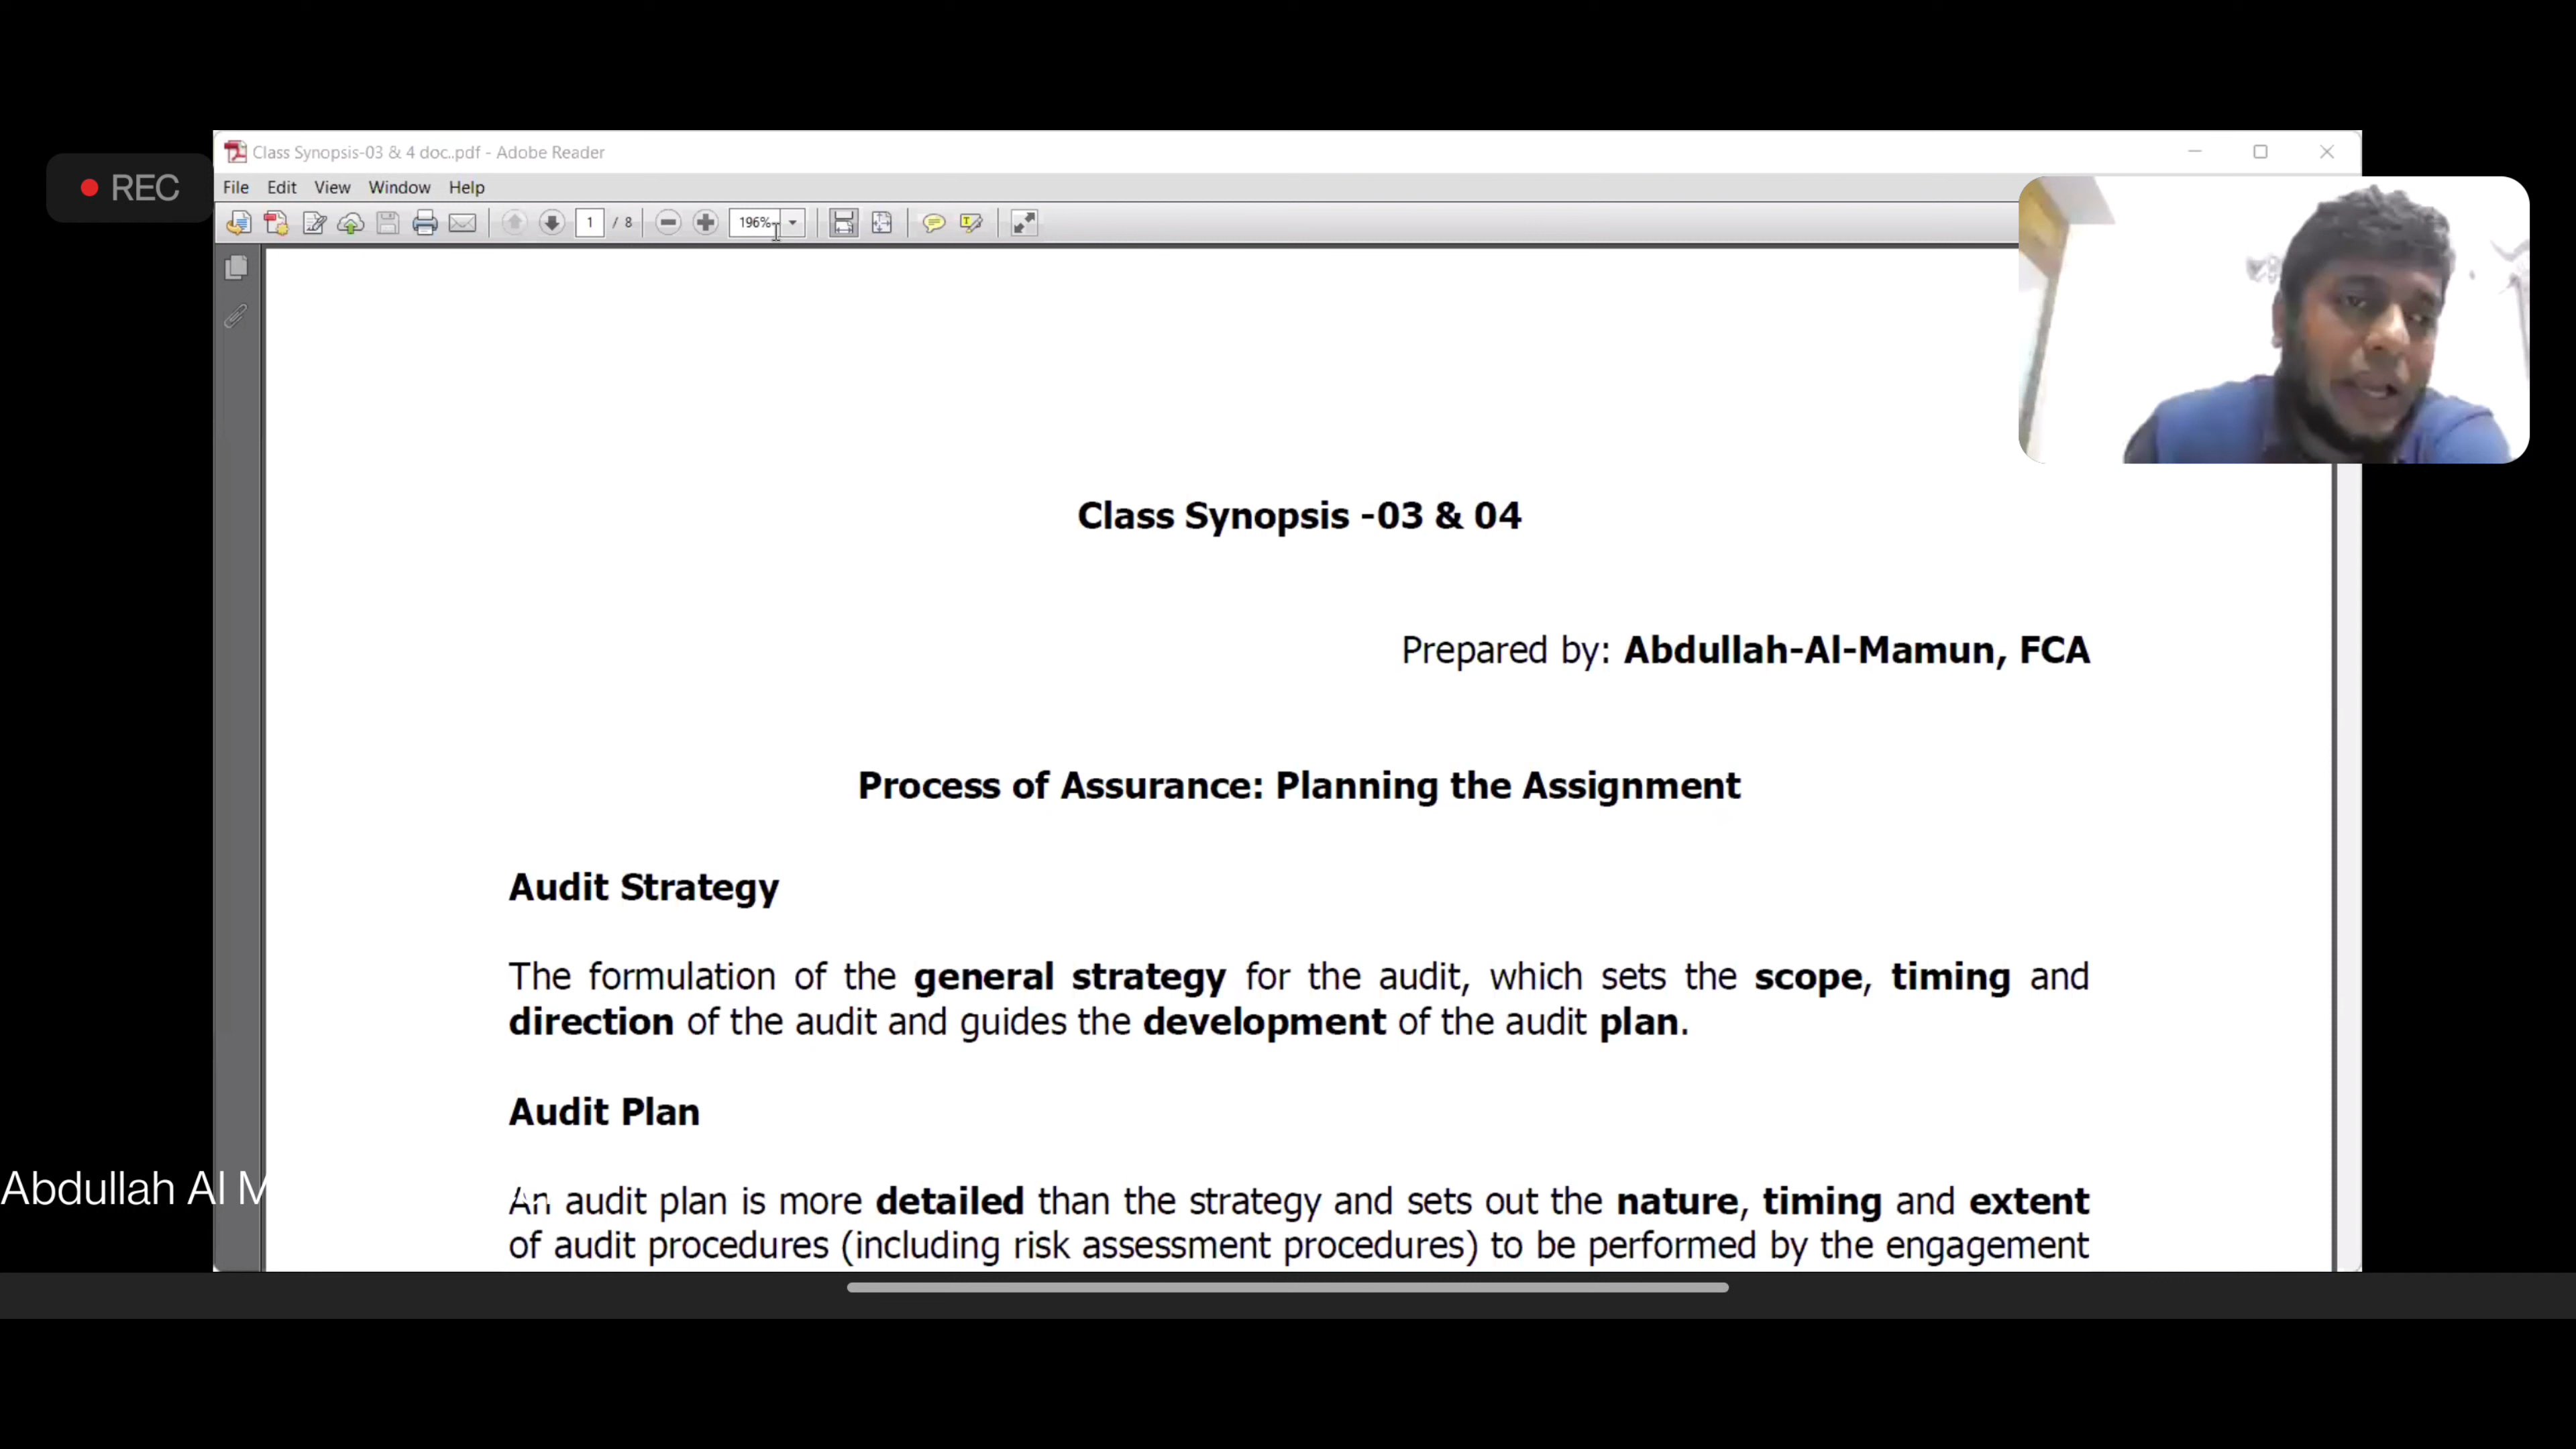 Class Synopsis-03 & 4 doc..pdf - Adobe Reader
REC
File Edit View Window Help
1 / 8 196%
Class Synopsis -03 & 04
Prepared by: Abdullah-Al-Mamun, FCA
Process of Assurance: Planning the Assignment
Audit Strategy
The formulation of the general strategy for the audit, which sets the scope, timing and
direction of the audit and guides the development of the audit plan.
Audit Plan
Abdullah Al M
An audit plan is more detailed than the strategy and sets out the nature, timing and extent
of audit procedures (including risk assessment procedures) to be performed by the engagement